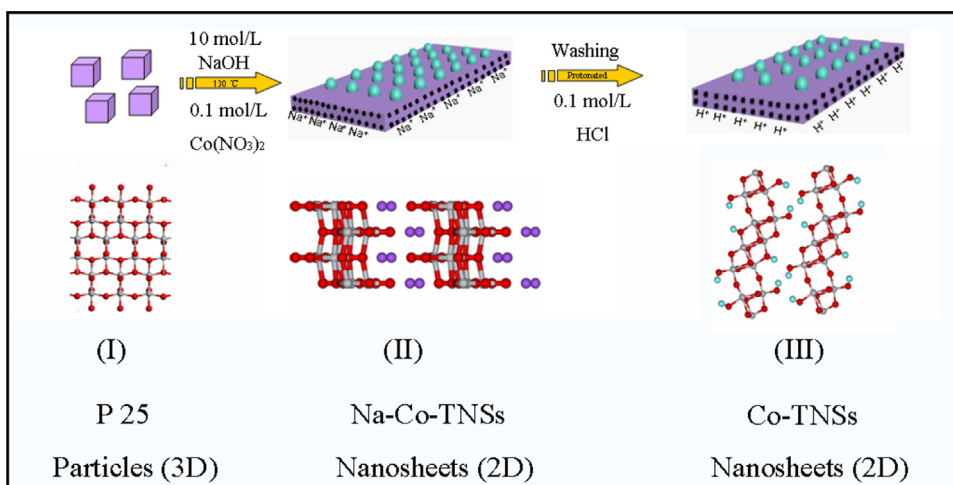 10 mol/L
NaOH
130 ℃
0.1 mol/L
Co(NO₃)₂
Na⁺ Na⁺ Na⁺ Na⁺
Na⁺ Na⁺ Na⁺ Na⁺ Na⁺
Washing
Protonated
0.1 mol/L
HCl
H⁺ H⁺ H⁺ H⁺ H⁺
H⁺ H⁺ H⁺ H⁺ H⁺ H⁺
(I)
(II)
(III)
P 25
Na-Co-TNSs
Co-TNSs
Particles (3D)
Nanosheets (2D)
Nanosheets (2D)